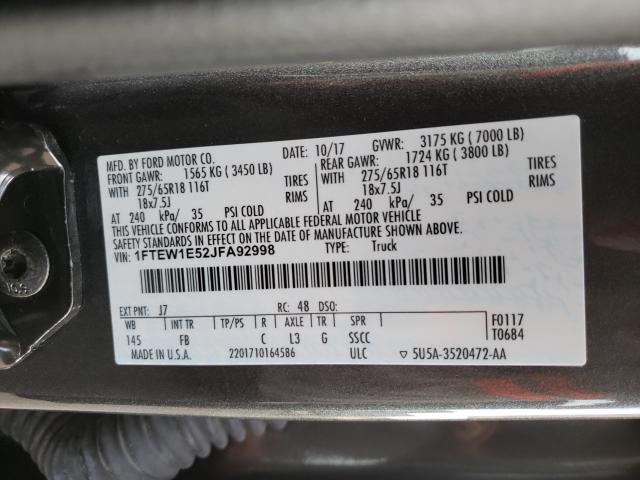 MFD. BY FORD MOTOR CO. DATE: 10/17 GVWR: 3175 KG ( 7000 LB)
FRONT GAWR: 1565 KG ( 3450 LB) REAR GAWR: 1724 KG ( 3800 LB)
WITH 275/65R18 116T TIRES WITH 275/65R18 116T TIRES
18x7.5J RIMS 18x7.5J RIMS
AT 240 kPa/ 35 PSI COLD AT 240 kPa/ 35 PSI COLD
THIS VEHICLE CONFORMS TO ALL APPLICABLE FEDERAL MOTOR VEHICLE
SAFETY STANDARDS IN EFFECT ON THE DATE OF MANUFACTURE SHOWN ABOVE.
VIN: 1FTEW1E52JFA92998 TYPE: Truck
EXT PNT: J7 RC: 48 DSO:
WB INT TR TP/PS R AXLE TR SPR F0117
145 FB C L3 G SSCC T0684
MADE IN U.S.A. 2201710164586 ULC ▽ 5U5A-3520472-AA